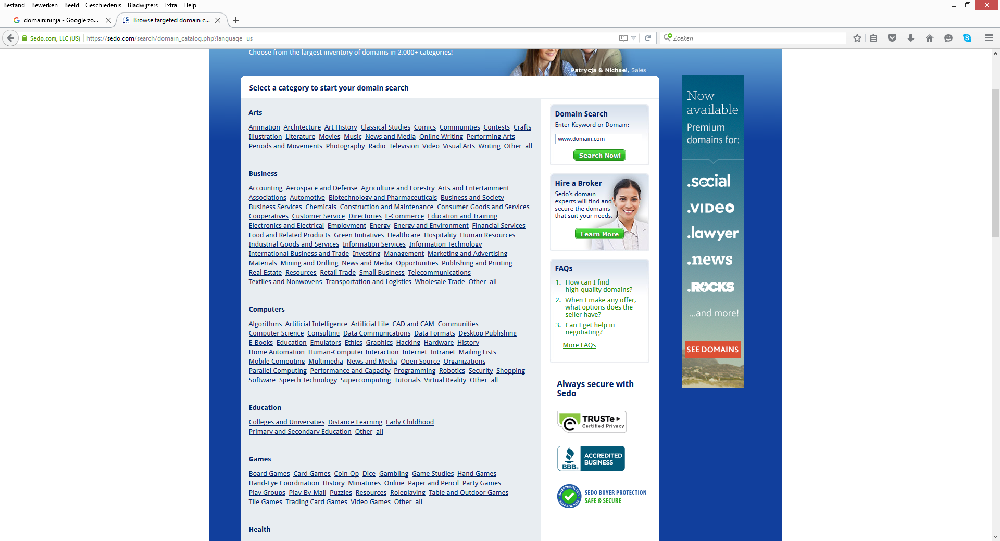 Bestand Bewerken Beeld Geschiedenis Bladwijzers Extra Help
domain:ninja - Google zo...
Browse targeted domain c...
Sedo.com, LLC (US)
https://sedo.com/search/domain_catalog.php?language=us
Zoeken
Choose from the largest inventory of domains in 2,000+ categories!
Patrycja & Michael, Sales
Select a category to start your domain search
Arts
Animation Architecture Art History Classical Studies Comics Communities Contests Crafts
Illustration Literature Movies Music News and Media Online Writing Performing Arts
Periods and Movements Photography Radio Television Video Visual Arts Writing Other all
Business
Accounting Aerospace and Defense Agriculture and Forestry Arts and Entertainment
Associations Automotive Biotechnology and Pharmaceuticals Business and Society
Business Services Chemicals Construction and Maintenance Consumer Goods and Services
Cooperatives Customer Service Directories E-Commerce Education and Training
Electronics and Electrical Employment Energy Energy and Environment Financial Services
Food and Related Products Green Initiatives Healthcare Hospitality Human Resources
Industrial Goods and Services Information Services Information Technology
International Business and Trade Investing Management Marketing and Advertising
Materials Mining and Drilling News and Media Opportunities Publishing and Printing
Real Estate Resources Retail Trade Small Business Telecommunications
Textiles and Nonwovens Transportation and Logistics Wholesale Trade Other all
Computers
Algorithms Artificial Intelligence Artificial Life CAD and CAM Communities
Computer Science Consulting Data Communications Data Formats Desktop Publishing
E-Books Education Emulators Ethics Graphics Hacking Hardware History
Home Automation Human-Computer Interaction Internet Intranet Mailing Lists
Mobile Computing Multimedia News and Media Open Source Organizations
Parallel Computing Performance and Capacity Programming Robotics Security Shopping
Software Speech Technology Supercomputing Tutorials Virtual Reality Other all
Education
Colleges and Universities Distance Learning Early Childhood
Primary and Secondary Education Other all
Games
Board Games Card Games Coin-Op Dice Gambling Game Studies Hand Games
Hand-Eye Coordination History Miniatures Online Paper and Pencil Party Games
Play Groups Play-By-Mail Puzzles Resources Roleplaying Table and Outdoor Games
Tile Games Trading Card Games Video Games Other all
Health
Domain Search
Enter Keyword or Domain:
www.domain.com
Search Now!
Hire a Broker
Sedo's domain
experts will find and
secure the domains
that suit your needs.
Learn More
FAQs
1. How can I find
high-quality domains?
2. When I make any offer,
what options does the
seller have?
3. Can I get help in
negotiating?
More FAQs
Always secure with
Sedo
TRUSTe
Certified Privacy
BBB.
ACCREDITED
BUSINESS
BUYER PROTECTION
SAFE & SECURE
SEDO BUYER PROTECTION
SAFE & SECURE
Now
available
Premium
domains for:
.social
.VIDEO
.lawyer
.news
.ROCKS
...and more!
SEE DOMAINS